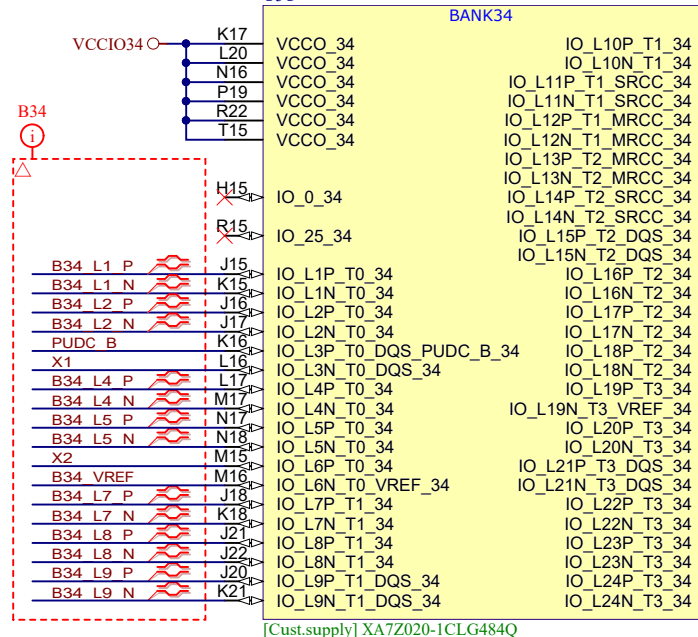 BANK34
VCCIO34 K17 VCCO_34 IO_L10P_T1_34
L20 VCCO_34 IO_L10N_T1_34
N16 VCCO_34 IO_L11P_T1_SRCC_34
P19 VCCO_34 IO_L11N_T1_SRCC_34
R22 VCCO_34 IO_L12P_T1_MRCC_34
T15 VCCO_34 IO_L12N_T1_MRCC_34
B34
i
IO_L13P_T2_MRCC_34
IO_L13N_T2_MRCC_34
H15 IO_0_34 IO_L14P_T2_SRCC_34
IO_L14N_T2_SRCC_34
R15 IO_25_34 IO_L15P_T2_DQS_34
IO_L15N_T2_DQS_34
B34_L1_P J15 IO_L1P_T0_34 IO_L16P_T2_34
B34_L1_N K15 IO_L1N_T0_34 IO_L16N_T2_34
B34_L2_P J16 IO_L2P_T0_34 IO_L17P_T2_34
B34_L2_N J17 IO_L2N_T0_34 IO_L17N_T2_34
PUDC_B K16 IO_L3P_T0_DQS_PUDC_B_34 IO_L18P_T2_34
X1 L16 IO_L3N_T0_DQS_34 IO_L18N_T2_34
B34_L4_P L17 IO_L4P_T0_34 IO_L19P_T3_34
B34_L4_N M17 IO_L4N_T0_34 IO_L19N_T3_VREF_34
B34_L5_P N17 IO_L5P_T0_34 IO_L20P_T3_34
B34_L5_N N18 IO_L5N_T0_34 IO_L20N_T3_34
X2 M15 IO_L6P_T0_34 IO_L21P_T3_DQS_34
B34_VREF M16 IO_L6N_T0_VREF_34 IO_L21N_T3_DQS_34
B34_L7_P J18 IO_L7P_T1_34 IO_L22P_T3_34
B34_L7_N K18 IO_L7N_T1_34 IO_L22N_T3_34
B34_L8_P J21 IO_L8P_T1_34 IO_L23P_T3_34
B34_L8_N J22 IO_L8N_T1_34 IO_L23N_T3_34
B34_L9_P J20 IO_L9P_T1_DQS_34 IO_L24P_T3_34
B34_L9_N K21 IO_L9N_T1_DQS_34 IO_L24N_T3_34
[Cust.supply] XA7Z020-1CLG484Q